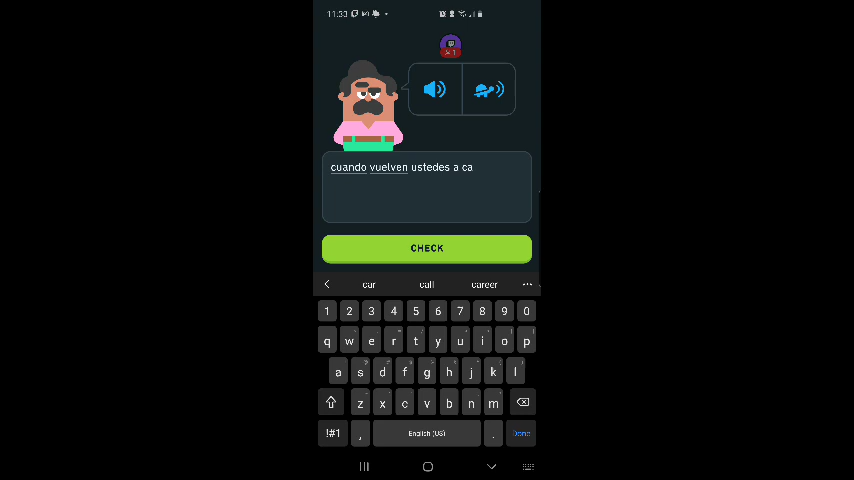 11:33
1
cuando vuelven ustedes a ca
CHECK
car call career
1 2 3 4 5 6 7 8 9 0
q w e r t y u i o p
a s d f g h j k l
z x c v b n m
!#1 , English (US) . Done